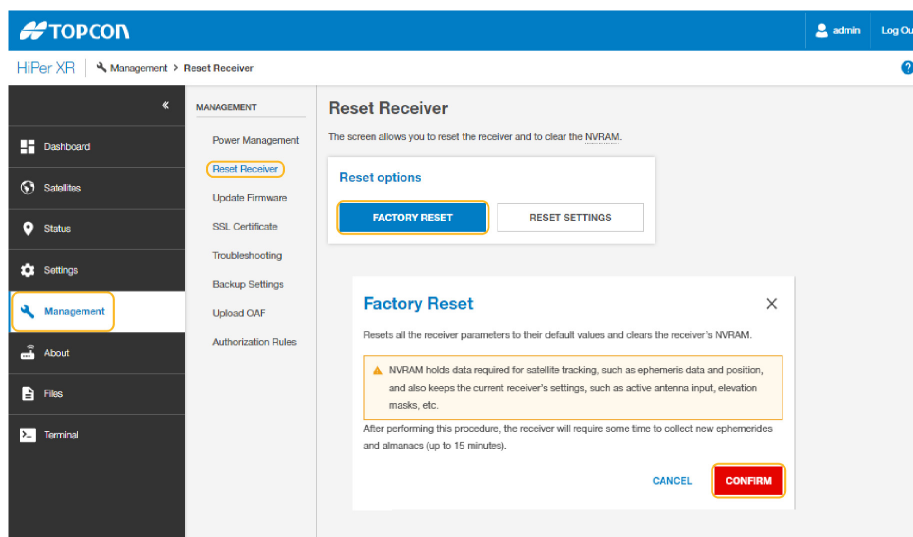 TOPCON
admin
Log Ou
HiPer XR
Management > Reset Receiver
?
«
Dashboard
Satellites
Status
Settings
Management
About
Files
Terminal
MANAGEMENT
Power Management
Reset Receiver
Update Firmware
SSL Certificate
Troubleshooting
Backup Settings
Upload OAF
Authorization Rules
Reset Receiver
The screen allows you to reset the receiver and to clear the NVRAM.
Reset options
FACTORY RESET
RESET SETTINGS
Factory Reset
Resets all the receiver parameters to their default values and clears the receiver's NVRAM.
NVRAM holds data required for satellite tracking, such as ephemeris data and position,
and also keeps the current receiver's settings, such as active antenna input, elevation
masks, etc.
After performing this procedure, the receiver will require some time to collect new ephemerides
and almanacs (up to 15 minutes).
CANCEL
CONFIRM